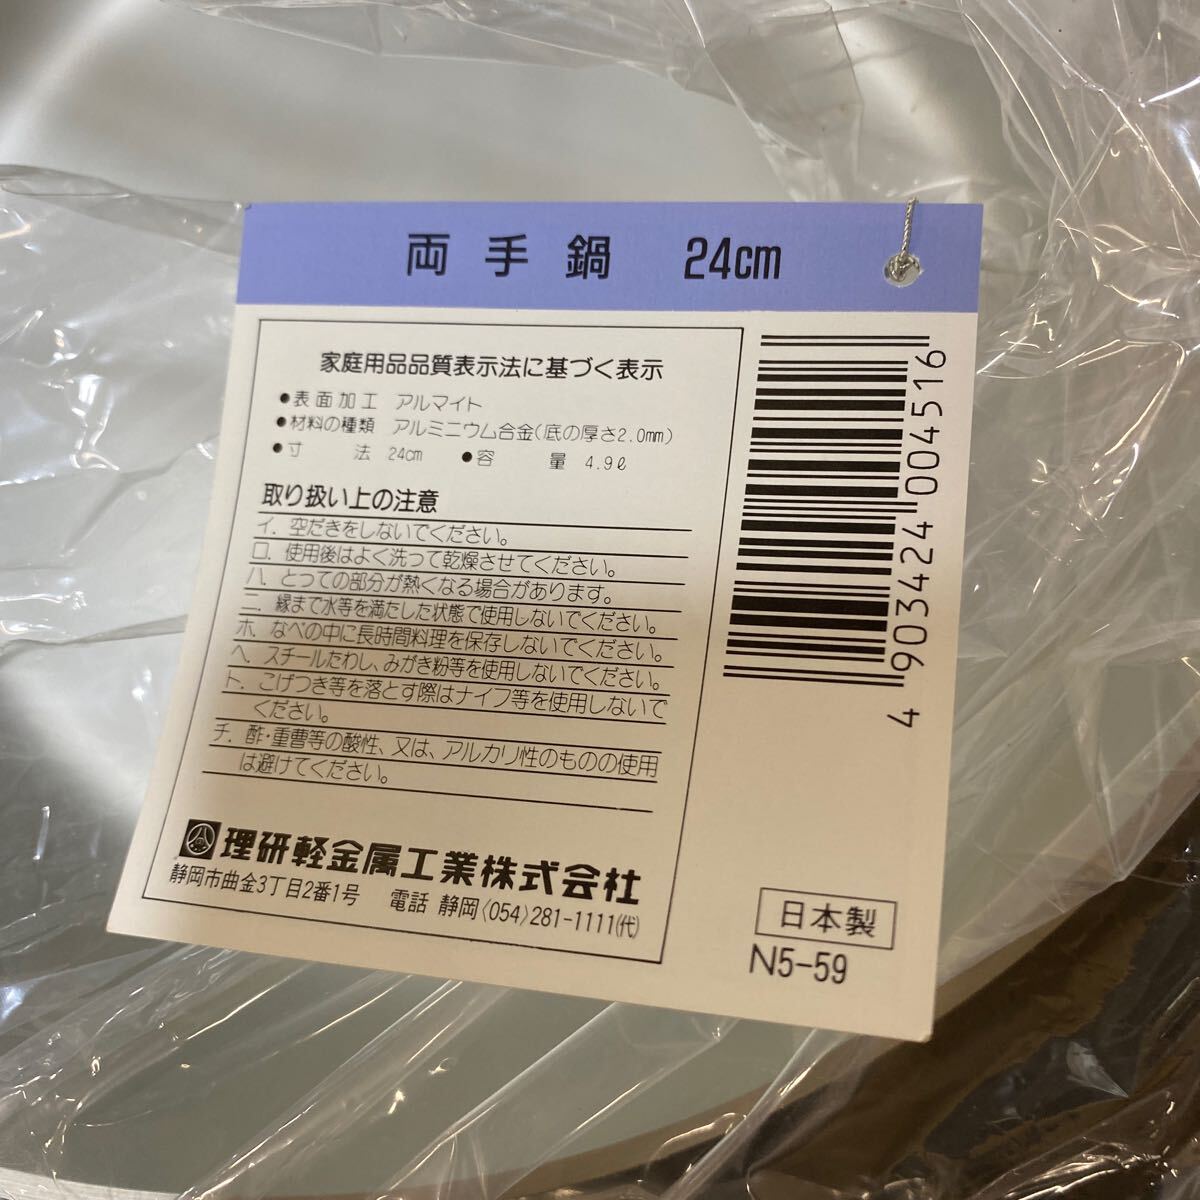 両手鍋 24cm
家庭用品品質表示法に基づく表示
●表面加工 アルマイト
●材料の種類 アルミニウム合金(底の厚さ2.0mm)
●寸法 24cm ●容量 4.9ℓ
取り扱い上の注意
イ. 空だきをしないでください。
ロ. 使用後はよく洗って乾燥させてください。
ハ. とっての部分が熱くなる場合があります。
ニ. 縁まで水等を満たした状態で使用しないでください。
ホ. なべの中に長時間料理を保存しないでください。
ヘ. スチールたわし、みがき粉等を使用しないでください。
ト. こげつき等を落とす際はナイフ等を使用しないで
ください。
チ. 酢・重曹等の酸性、又は、アルカリ性のものの使用
は避けてください。
理研軽金属工業株式会社
静岡市曲金3丁目2番1号 電話 静岡〈054〉281-1111(代)
4 903424 004516
日本製
N5-59